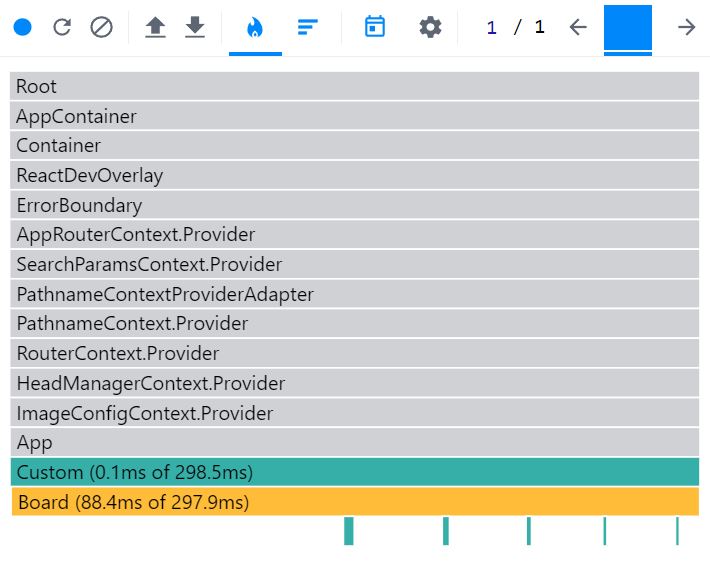 1 / 1
Root
AppContainer
Container
ReactDevOverlay
ErrorBoundary
AppRouterContext.Provider
SearchParamsContext.Provider
PathnameContextProviderAdapter
PathnameContext.Provider
RouterContext.Provider
HeadManagerContext.Provider
ImageConfigContext.Provider
App
Custom (0.1ms of 298.5ms)
Board (88.4ms of 297.9ms)